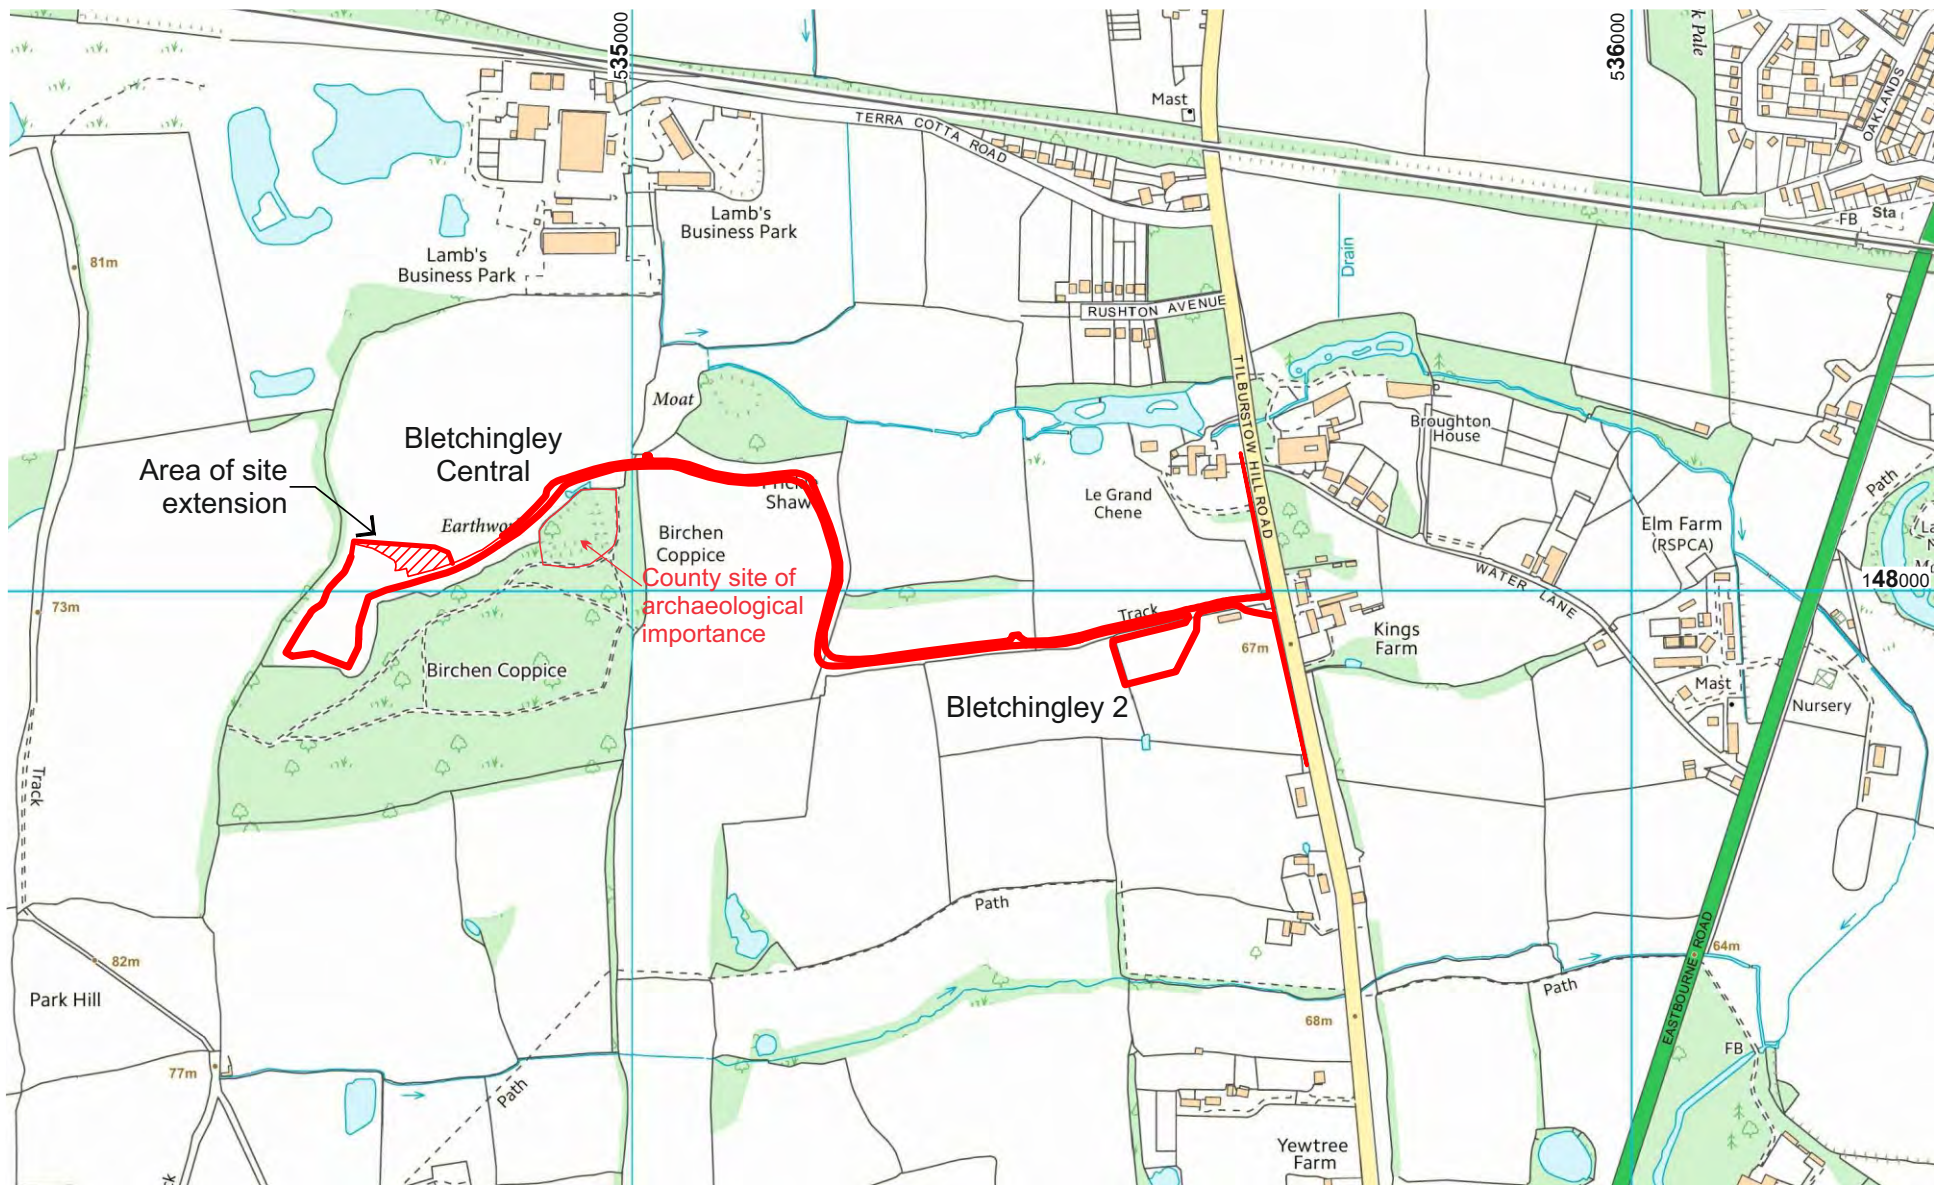 535000
536000
k Pale
OAKLANDS
Mast
TERRA COTTA ROAD
Lamb's
Business Park
FB
Sta
Lamb's
Business Park
81m
Drain
RUSHTON AVENUE
TILBURSTOW HILL ROAD
Moat
Bletchingley
Central
Broughton
House
Area of site
extension
Path
Shaw
Le Grand
Chene
Earthwor
Birchen
Coppice
Elm Farm
(RSPCA)
La
County site of
archaeological
importance
WATER LANE
148000
73m
Track
Kings
Farm
67m
Birchen Coppice
Mast
Nursery
Bletchingley 2
Track
Path
82m
64m
Park Hill
Path
EASTBOURNE ROAD
68m
FB
77m
Path
Yewtree
Farm